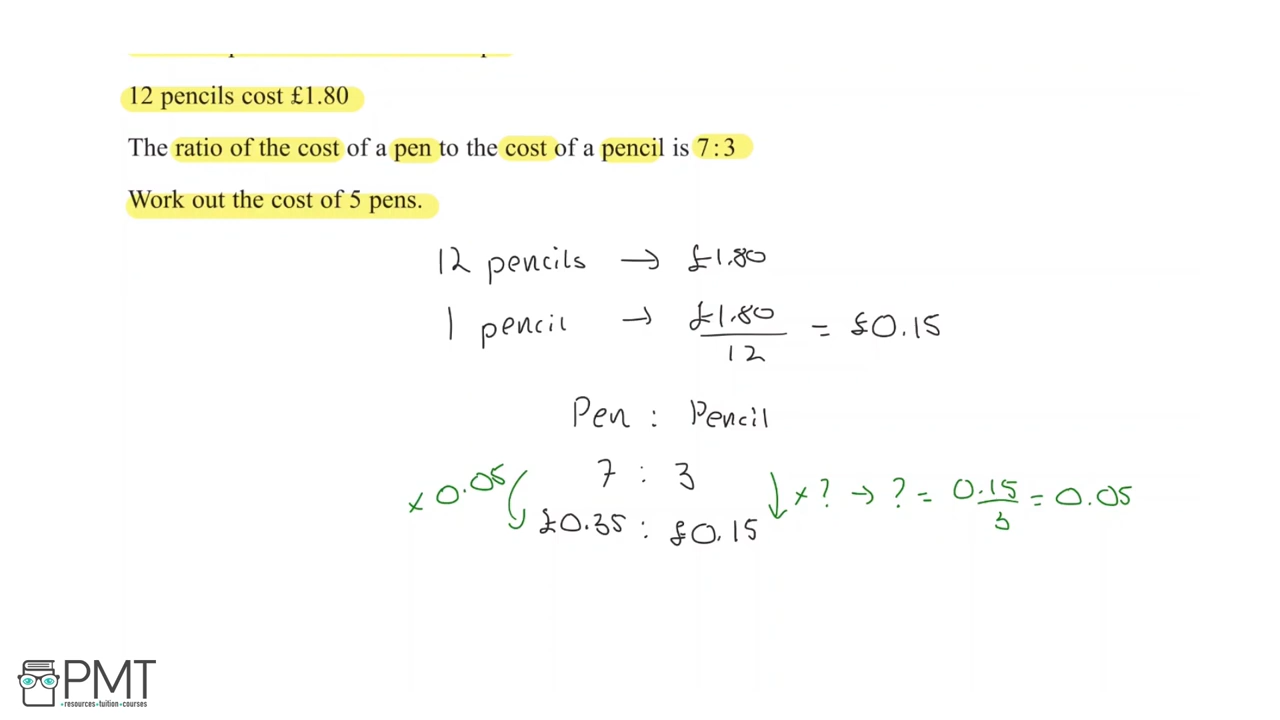 12 pencils cost £1.80
The ratio of the cost of a pen to the cost of a pencil is 7:3
Work out the cost of 5 pens.
12 pencils → £1.80
1 pencil → £1.80/12 = £0.15
Pen : Pencil
7 : 3
× 0.05 ↓ × ? → ? = 0.15/3 = 0.05
£0.35 : £0.15
PMT
•resources•tuition•courses